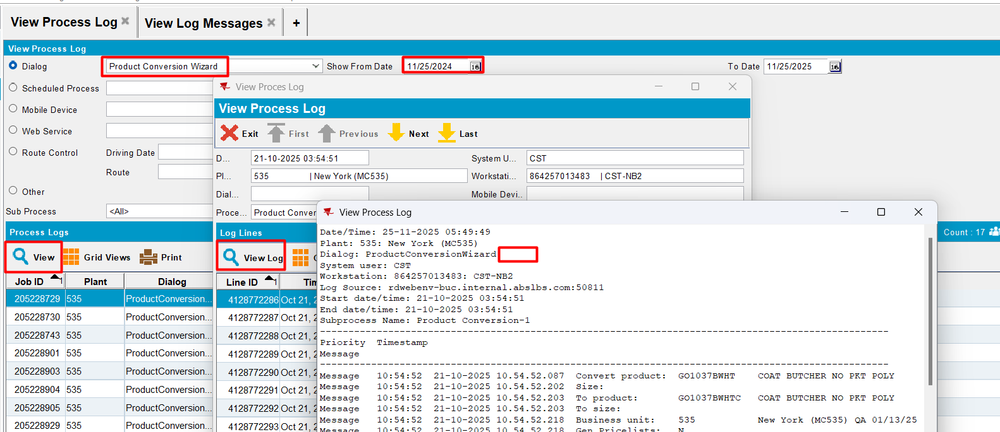 View Process Log
View Log Messages
+
View Process Log
Dialog
Product Conversion Wizard
Show From Date
11/25/2024
16
To Date
11/25/2025
16
Scheduled Process
Mobile Device
Web Service
Route Control
Driving Date
Route
Other
Sub Process
<All>
Process Logs
Count : 17
View
Grid Views
Print
Job ID 1 Plant Dialog
205228729 535 ProductConversion...
205228730 535 ProductConversion...
205228743 535 ProductConversion...
205228901 535 ProductConversion...
205228903 535 ProductConversion...
205228904 535 ProductConversion...
205228905 535 ProductConversion...
205228929 535 ProductConversion...
View Proces Log
View Process Log
Exit First Previous Next Last
D... 21-10-2025 03:54:51 System U... CST
Pl... 535 | New York (MC535) Workstati... 864257013483 | CST-NB2
Dial... Mobile Devi..
Proce... Product Conver
Log Lines
View Log
Line ID 1
4128772286 Oct 21, 2
4128772287 Oct 21, 2
4128772288 Oct 21, 2
4128772289 Oct 21, 2
4128772290 Oct 21, 2
4128772291 Oct 21, 2
4128772292 Oct 21, 2
4128772293 Oct 21, 2
View Process Log
Date/Time: 25-11-2025 05:49:49
Plant: 535: New York (MC535)
Dialog: ProductConversionWizard
System user: CST
Workstation: 864257013483: CST-NB2
Log Source: rdwebenv-buc.internal.abslbs.com:50811
Start date/time: 21-10-2025 03:54:51
End date/time: 21-10-2025 03:54:51
Subprocess Name: Product Conversion-1
Priority Timestamp
Message
Message 10:54:52 21-10-2025 10.54.52.087 Convert product: GO1037BWHT COAT BUTCHER NO PKT POLY
Message 10:54:52 21-10-2025 10.54.52.202 Size:
Message 10:54:52 21-10-2025 10.54.52.203 To product: GO1037BWHTC COAT BUTCHER NO PKT POLY
Message 10:54:52 21-10-2025 10.54.52.203 To size:
Message 10:54:52 21-10-2025 10.54.52.218 Business unit: 535 New York (MC535) QA 01/13/25
Message 10:54:52 21-10-2025 10.54.52.218 Gen Pricelists: N